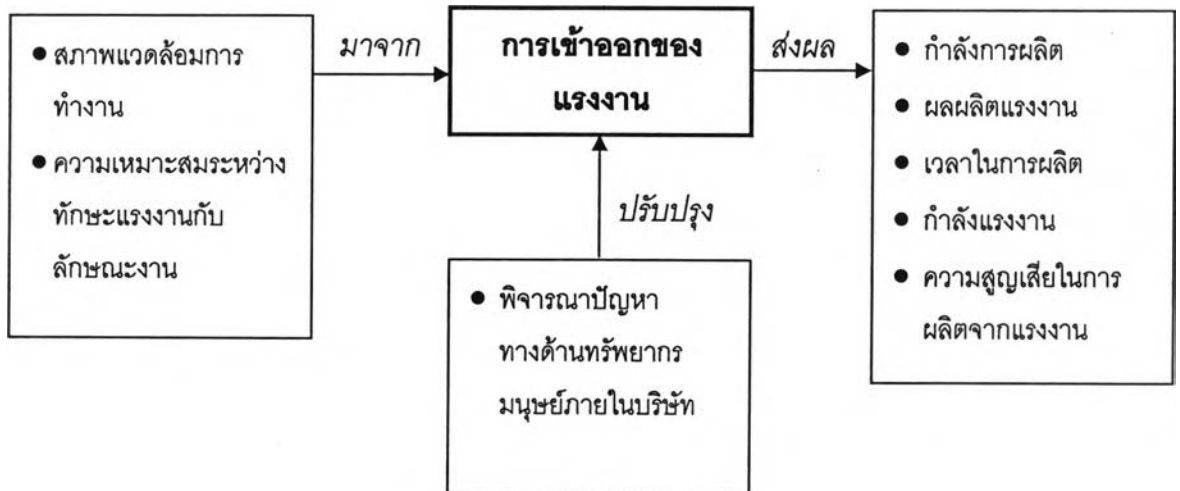 ● สภาพแวดล้อมการ
ทำงาน
● ความเหมาะสมระหว่าง
ทักษะแรงงานกับ
ลักษณะงาน
มาจาก
การเข้าออกของ
แรงงาน
ส่งผล
● กำลังการผลิต
● ผลผลิตแรงงาน
● เวลาในการผลิต
● กำลังแรงงาน
● ความสูญเสียในการ
ผลิตจากแรงงาน
ปรับปรุง
● พิจารณาปัญหา
ทางด้านทรัพยากร
มนุษย์ภายในบริษัท